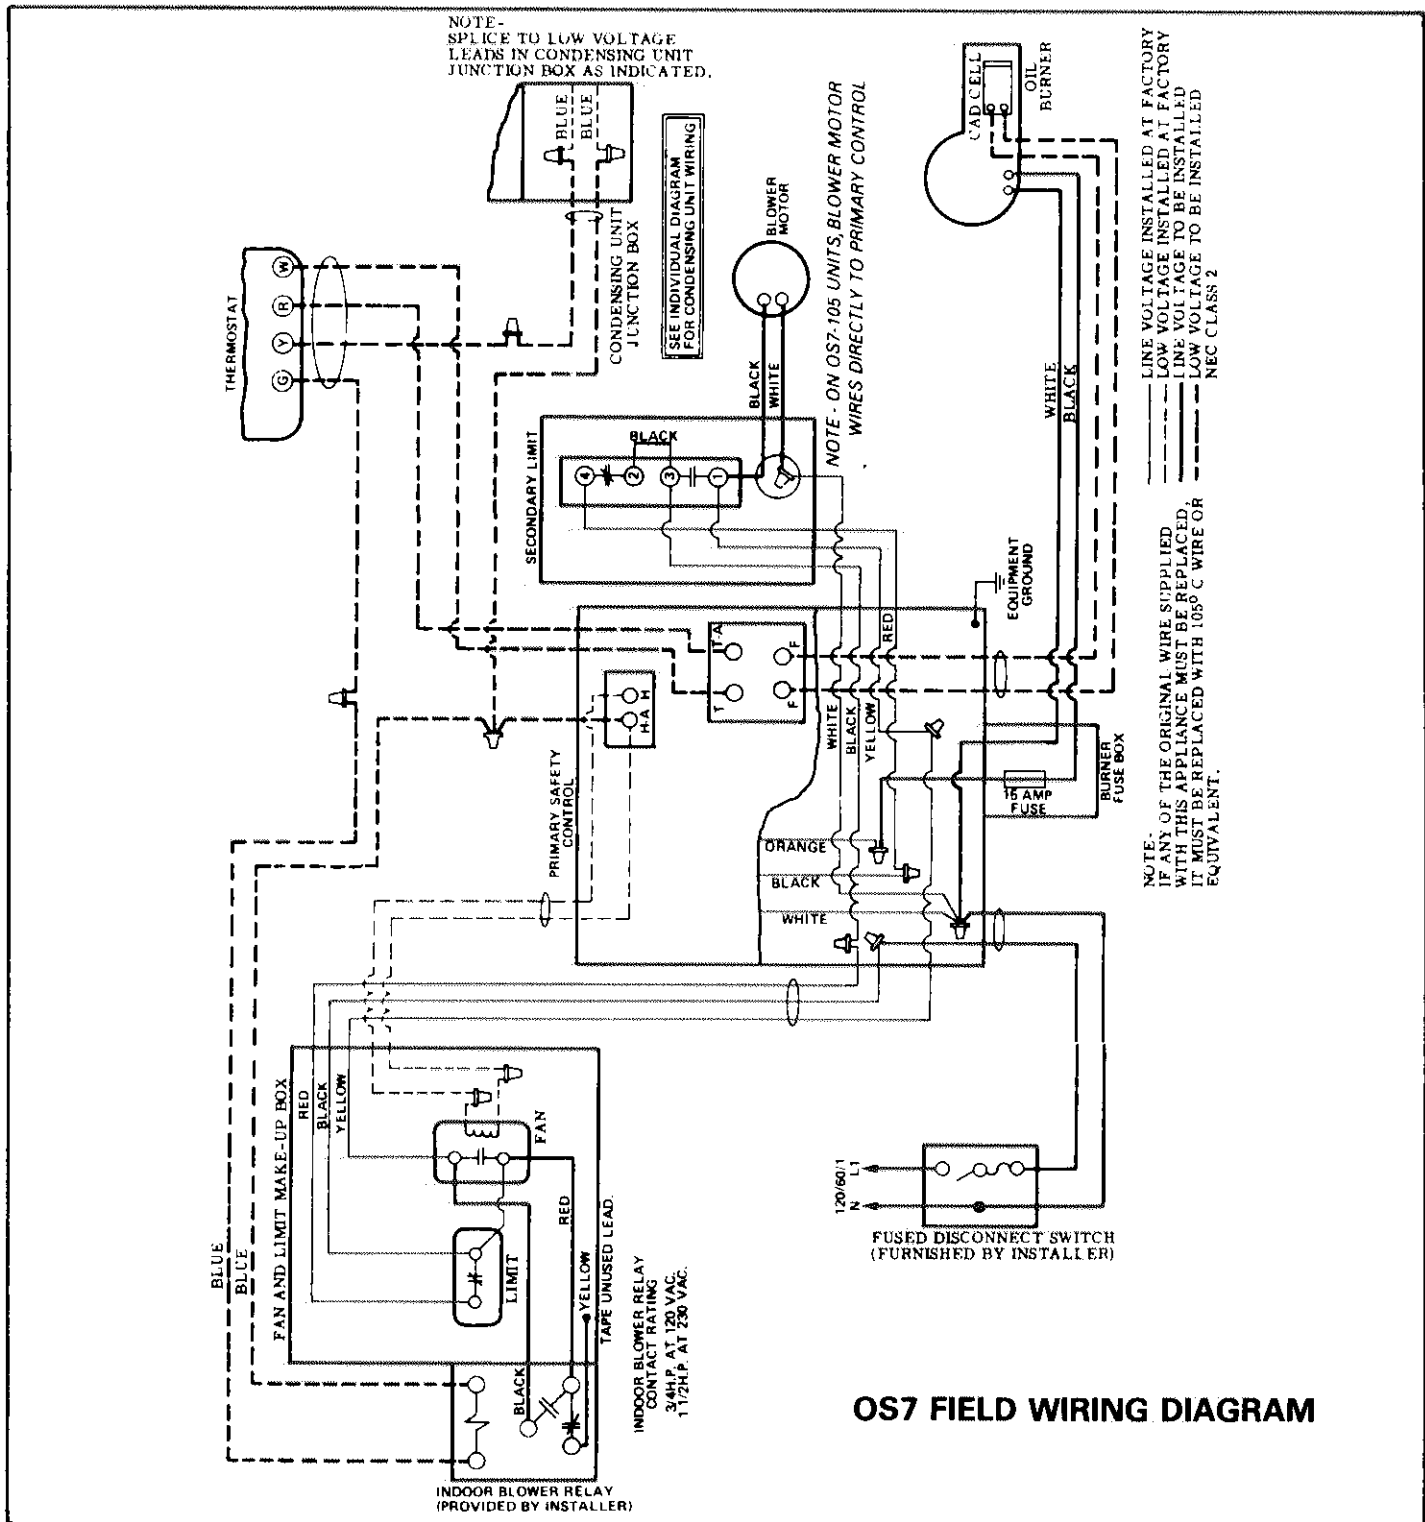 NOTE-
SPLICE TO LOW VOLTAGE
LEADS IN CONDENSING UNIT
JUNCTION BOX AS INDICATED.
BLUE
BLUE
CONDENSING UNIT
JUNCTION BOX
SEE INDIVIDUAL DIAGRAM
FOR CONDENSING UNIT WIRING
THERMOSTAT
W
R
Y
G
BLOWER
MOTOR
BLACK
WHITE
NOTE - ON OS7-105 UNITS, BLOWER MOTOR
WIRES DIRECTLY TO PRIMARY CONTROL
CAD CELL
OIL
BURNER
WHITE
BLACK
LINE VOLTAGE INSTALLED AT FACTORY
LOW VOLTAGE INSTALLED AT FACTORY
LINE VOLTAGE TO BE INSTALLED
LOW VOLTAGE TO BE INSTALLED
NEC CLASS 2
SECONDARY LIMIT
BLACK
4
2
3
1
EQUIPMENT
GROUND
PRIMARY SAFETY
CONTROL
T-A
T
F
F
H
H-A
WHITE
BLACK
YELLOW
RED
ORANGE
BLACK
WHITE
15 AMP
FUSE
BURNER
FUSE BOX
NOTE-
IF ANY OF THE ORIGINAL WIRE SUPPLIED
WITH THIS APPLIANCE MUST BE REPLACED,
IT MUST BE REPLACED WITH 105° C WIRE OR
EQUIVALENT.
FAN AND LIMIT MAKE-UP BOX
RED
BLACK
YELLOW
FAN
LIMIT
RED
YELLOW
TAPE UNUSED LEAD.
BLUE
BLUE
BLACK
INDOOR BLOWER RELAY
CONTACT RATING
3/4H.P. AT 120 VAC.
1 1/2H.P. AT 230 VAC.
INDOOR BLOWER RELAY
(PROVIDED BY INSTALLER)
120/60/1
L1
N
FUSED DISCONNECT SWITCH
(FURNISHED BY INSTALLER)
OS7 FIELD WIRING DIAGRAM